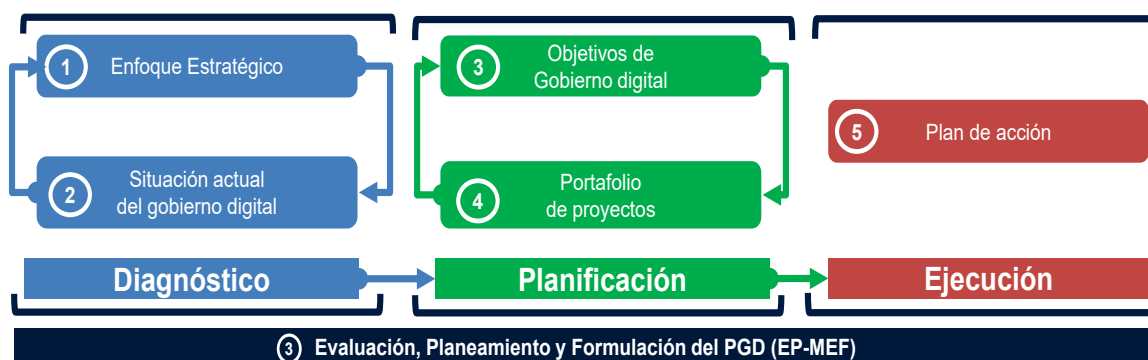 1
Enfoque Estratégico
2
Situación actual
del gobierno digital
3
Objetivos de
Gobierno digital
4
Portafolio
de proyectos
5
Plan de acción
Diagnóstico
Planificación
Ejecución
3 Evaluación, Planeamiento y Formulación del PGD (EP-MEF)